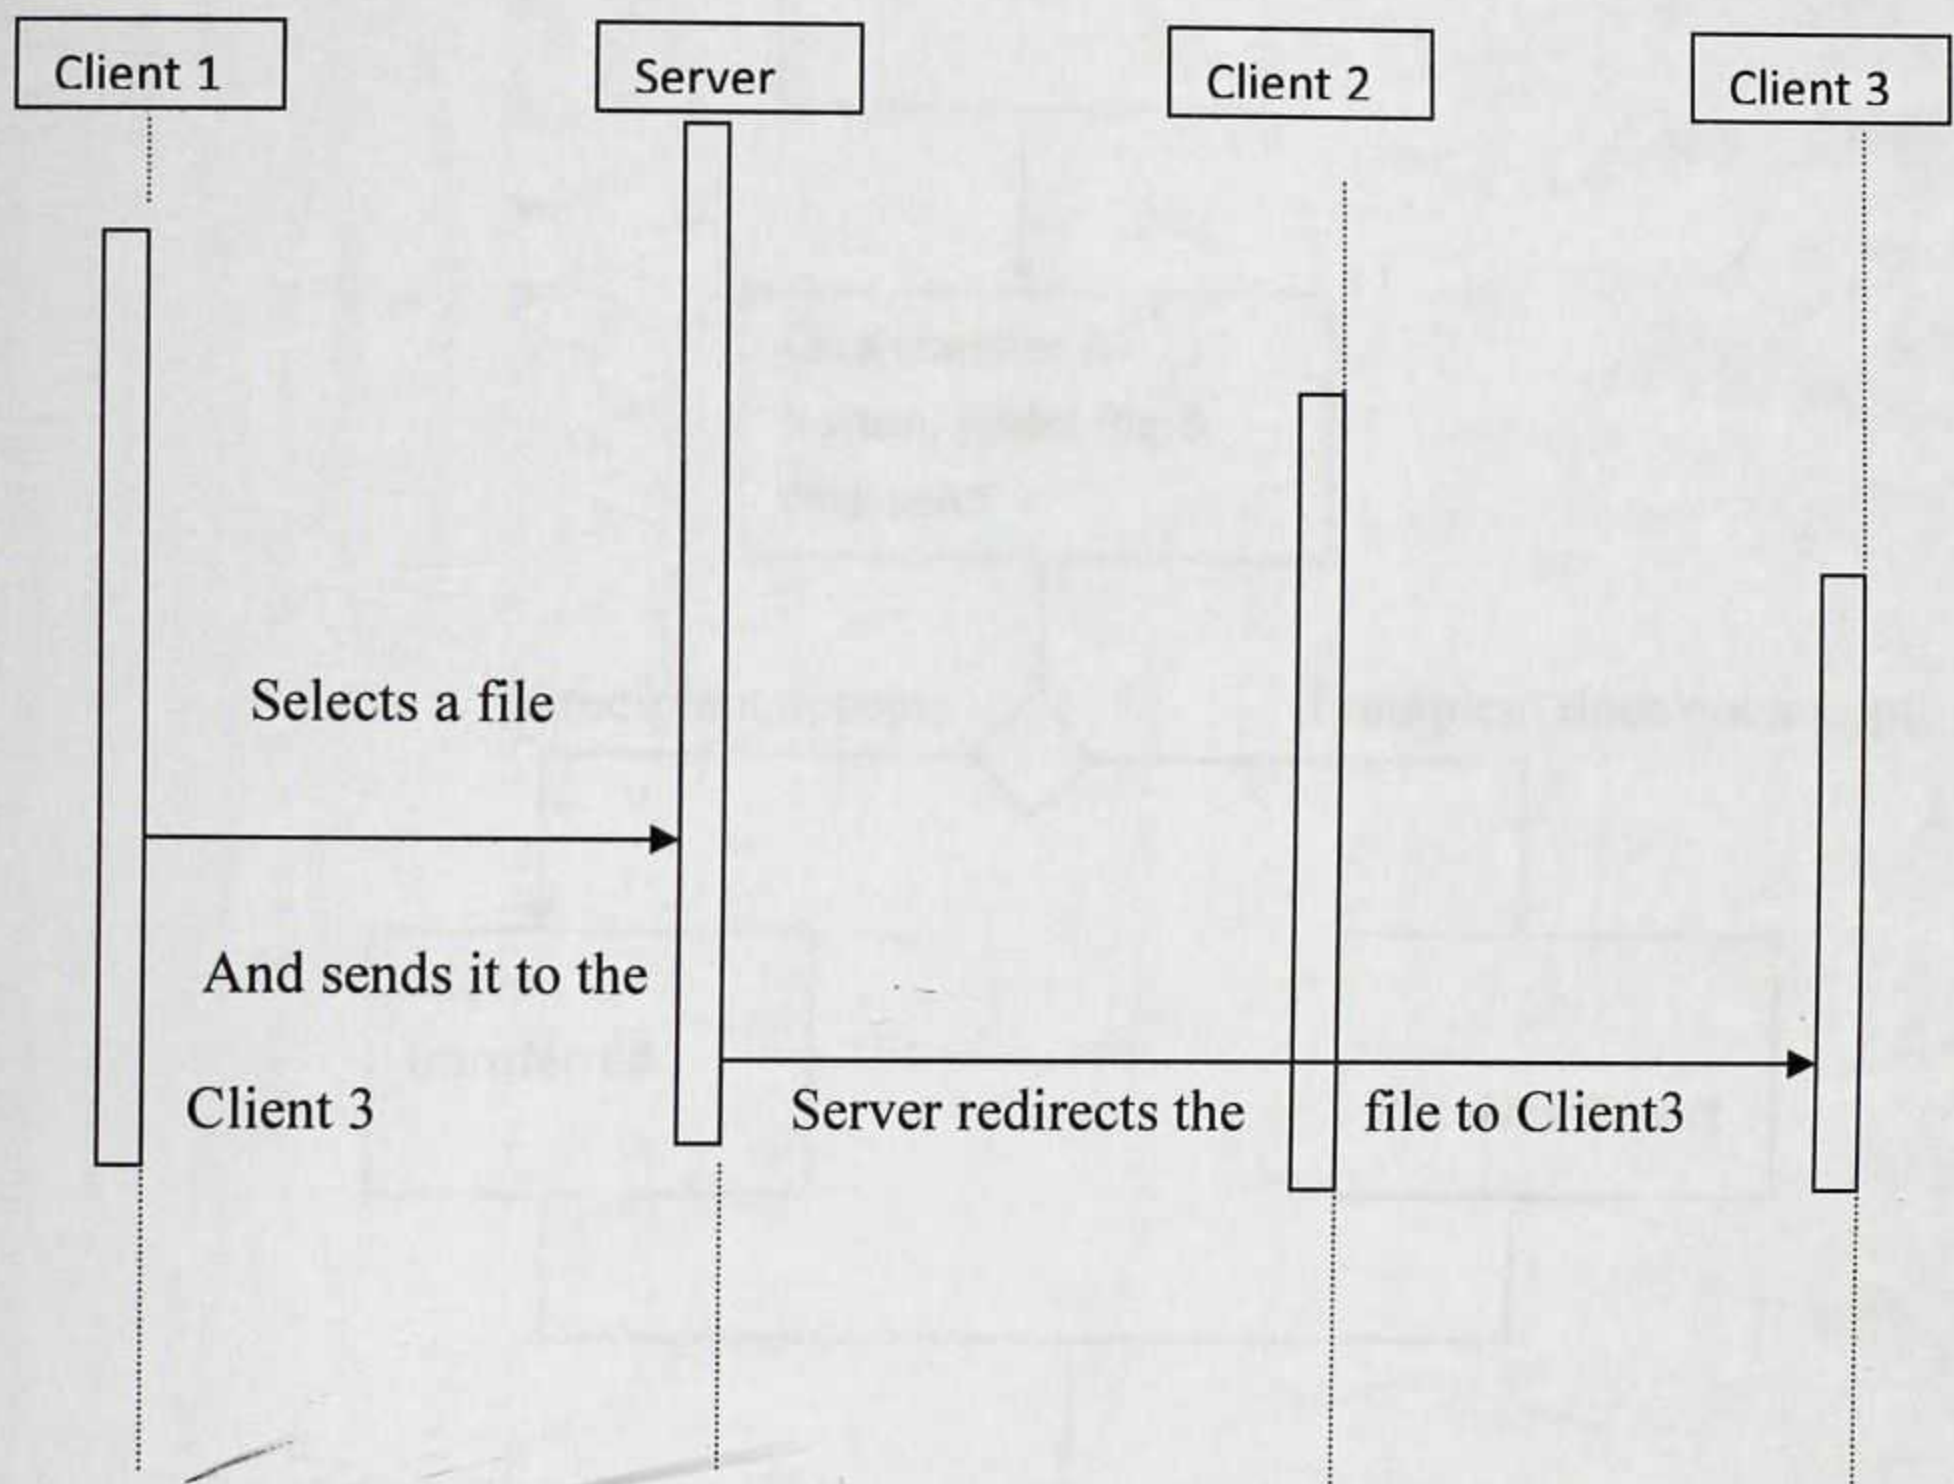 Client 1
Server
Client 2
Client 3
Selects a file
And sends it to the
Client 3
Server redirects the file to Client3